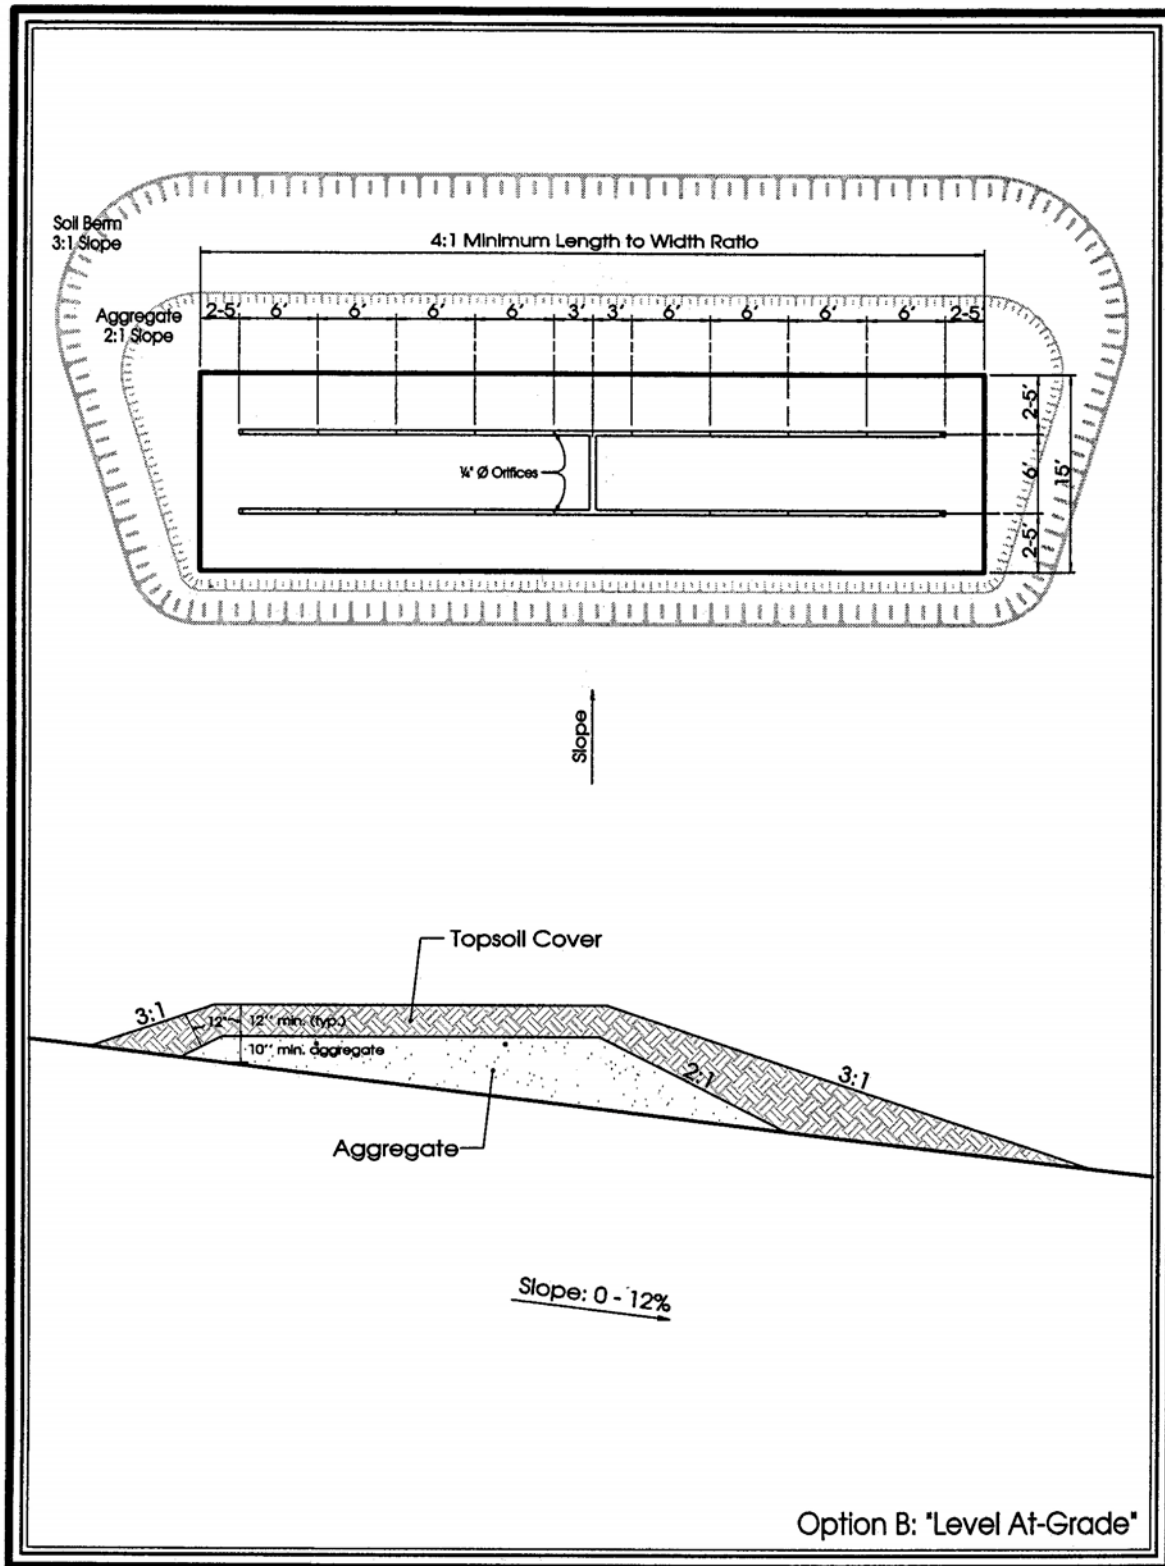 Soil Berm
3:1 Slope
4:1 Minimum Length to Width Ratio
Aggregate
2:1 Slope
2-5' 6' 6' 6' 6' 3' 3' 6' 6' 6' 6' 2-5'
2-5'
6'
15'
2-5'
¼" Ø Orifices
Slope
Topsoil Cover
3:1
12"
12" min. (typ.)
10" min. aggregate
2:1
3:1
Aggregate
Slope: 0 - 12%
Option B: "Level At-Grade"